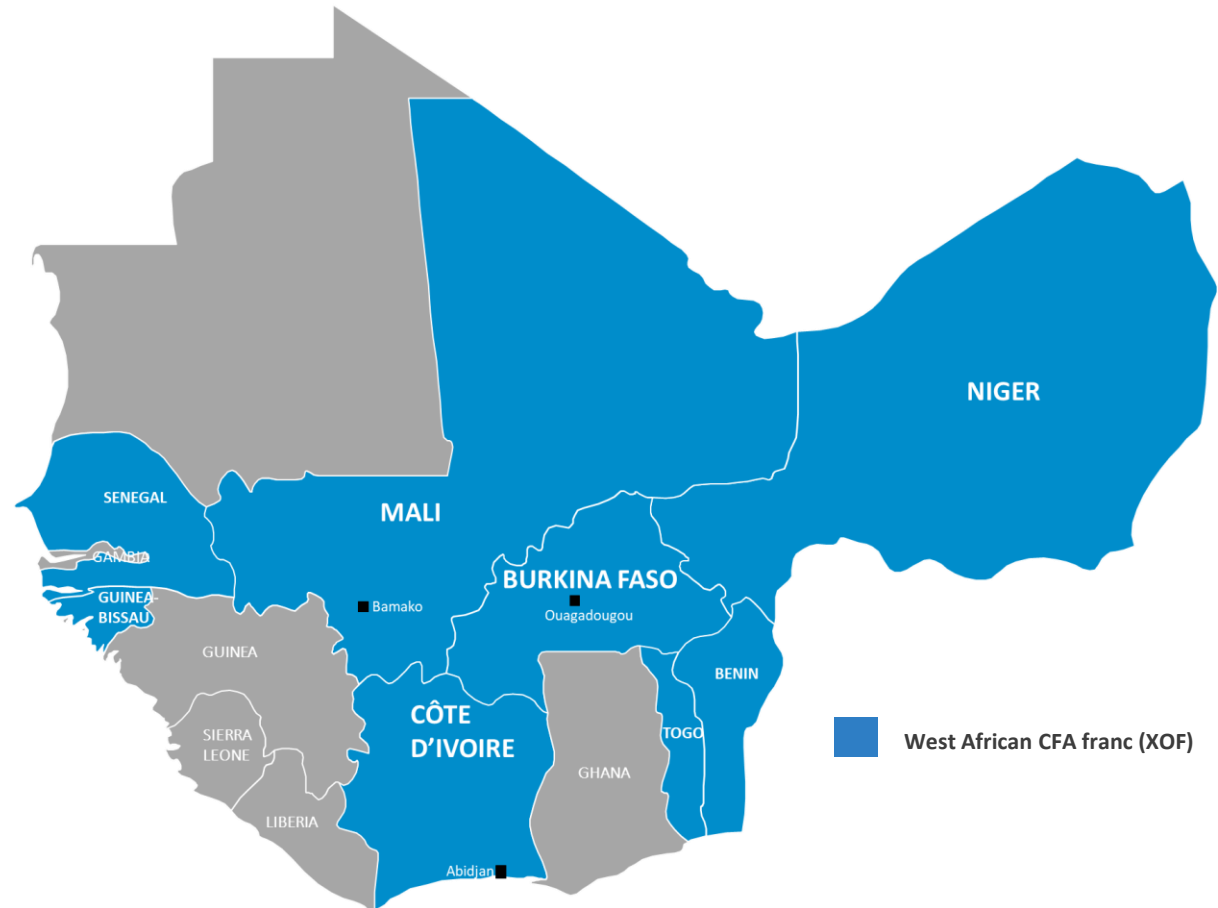 NIGER
SENEGAL
MALI
GAMBIA
BURKINA FASO
GUINEA-
BISSAU
Bamako
Ouagadougou
GUINEA
BENIN
CÔTE
D’IVOIRE
SIERRA
LEONE
TOGO
West African CFA franc (XOF)
GHANA
LIBERIA
Abidjan